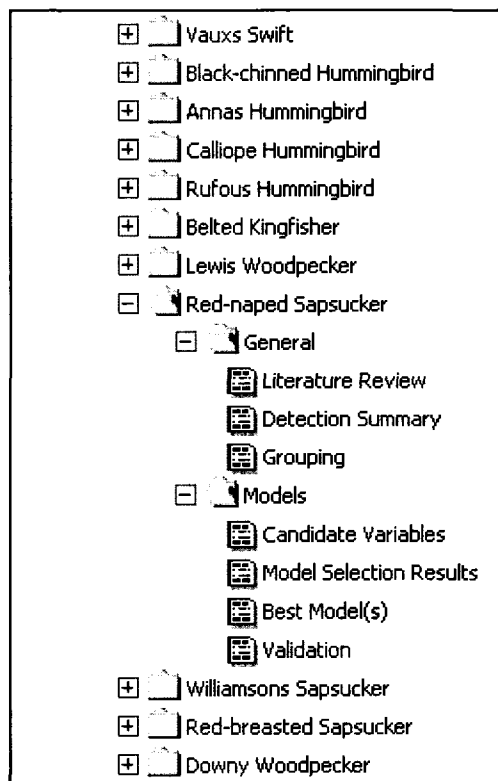 Vauxs Swift
Black-chinned Hummingbird
Annas Hummingbird
Calliope Hummingbird
Rufous Hummingbird
Belted Kingfisher
Lewis Woodpecker
Red-naped Sapsucker
General
Literature Review
Detection Summary
Grouping
Models
Candidate Variables
Model Selection Results
Best Model(s)
Validation
Williamsons Sapsucker
Red-breasted Sapsucker
Downy Woodpecker